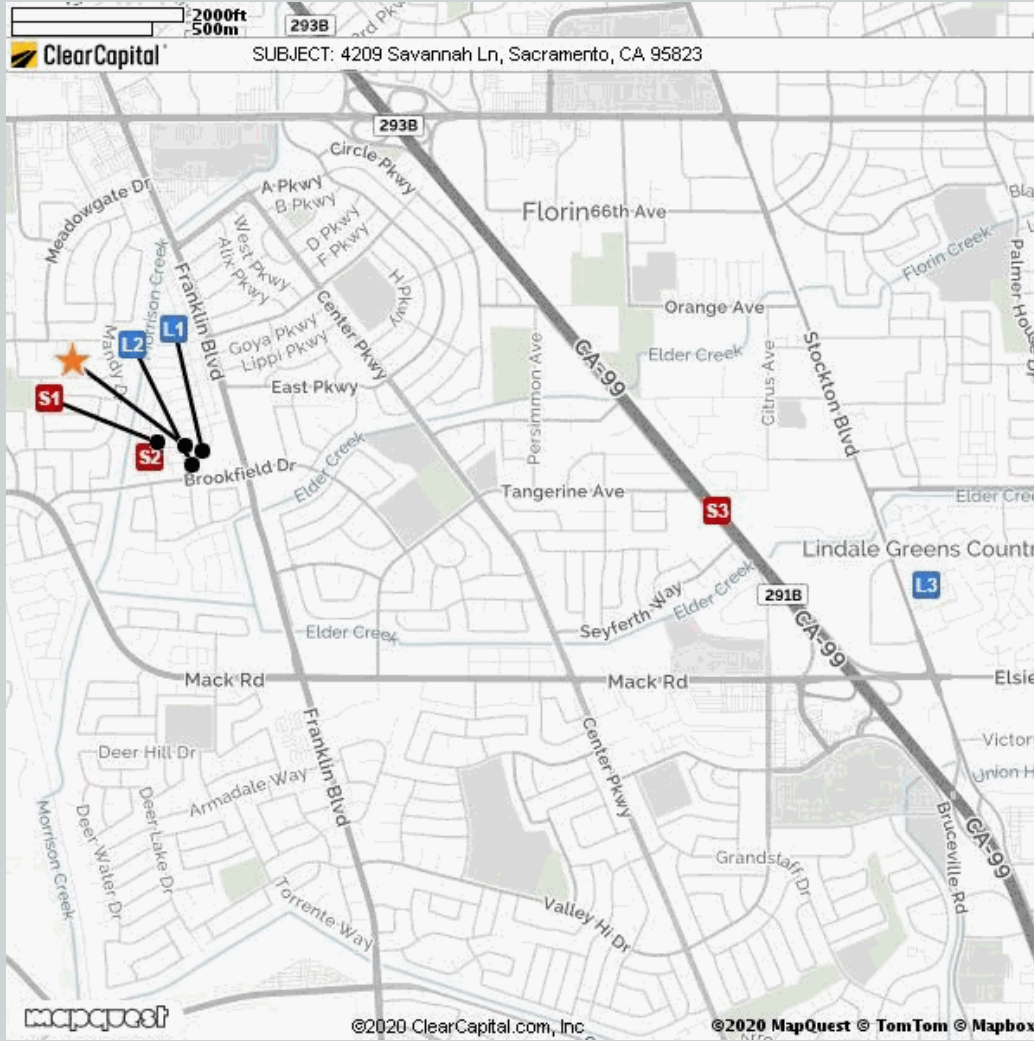 2000ft
500m
293B
ClearCapital
SUBJECT: 4209 Savannah Ln, Sacramento, CA 95823
293B
Circle Pkwy
Meadowgate Dr
A Pkwy
B Pkwy
D Pkwy
F Pkwy
H Pkwy
West Pkwy
Alix Pkwy
Florin
66th Ave
Florin Creek
Morrison Creek
Franklin Blvd
Center Pkwy
Orange Ave
L1
L2
Goya Pkwy
Lippi Pkwy
CA-99
Elder Creek
Persimmon Ave
Citrus Ave
Stockton Blvd
S1
East Pkwy
S2
Brookfield Dr
Elder Creek
Tangerine Ave
S3
Lindale Greens
L3
Seyferth Way
Elder Creek
291B
CA-99
Elder Creek
Mack Rd
Mack Rd
Franklin Blvd
Center Pkwy
Deer Hill Dr
Armadale Way
Morrison Creek
Deer Water Dr
Deer Lake Dr
Bruceville Rd
CA-99
Grandstaff Dr
Torrente Way
Valley Hi Dr
mapquest
©2020 ClearCapital.com, Inc
©2020 MapQuest © TomTom © Mapbox